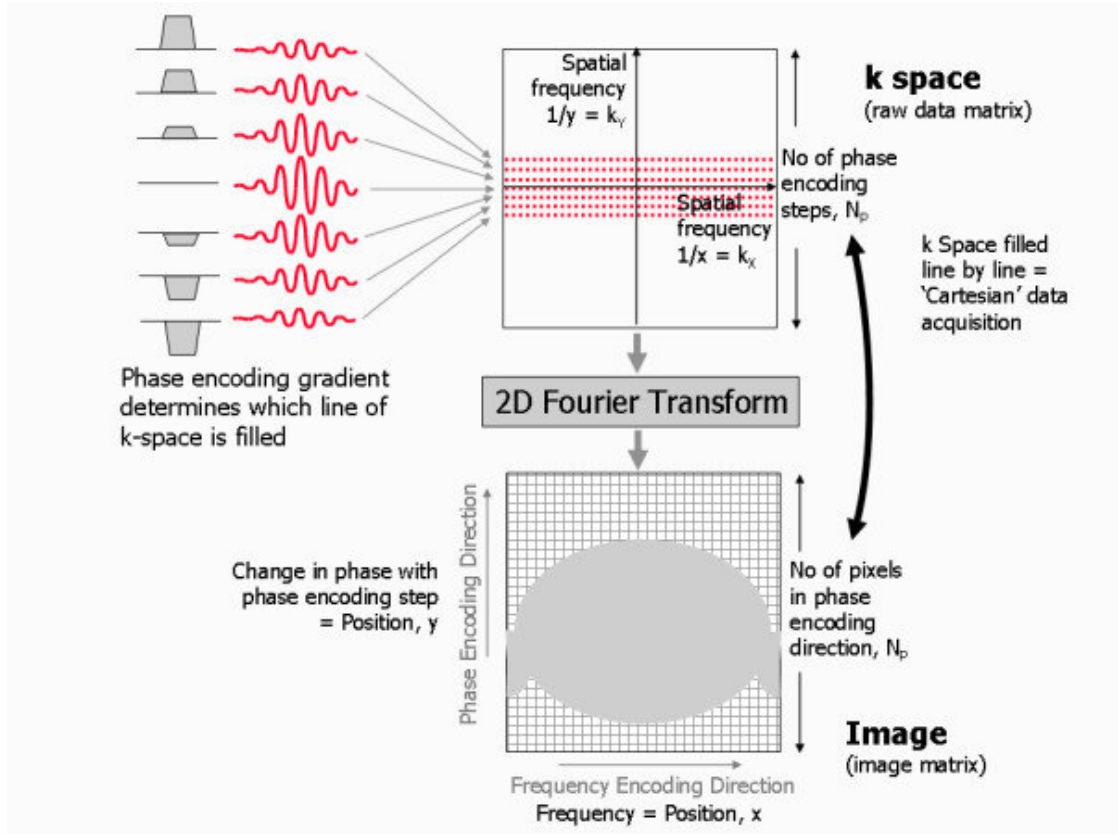 Phase encoding gradient
determines which line of
k-space is filled
Spatial
frequency
1/y = kY
Spatial
frequency
1/x = kX
k space
(raw data matrix)
No of phase
encoding
steps, Np
k Space filled
line by line =
‘Cartesian’ data
acquisition
2D Fourier Transform
Change in phase with
phase encoding step
= Position, y
Phase Encoding Direction
No of pixels
in phase
encoding
direction, Np
Image
(image matrix)
Frequency Encoding Direction
Frequency = Position, x